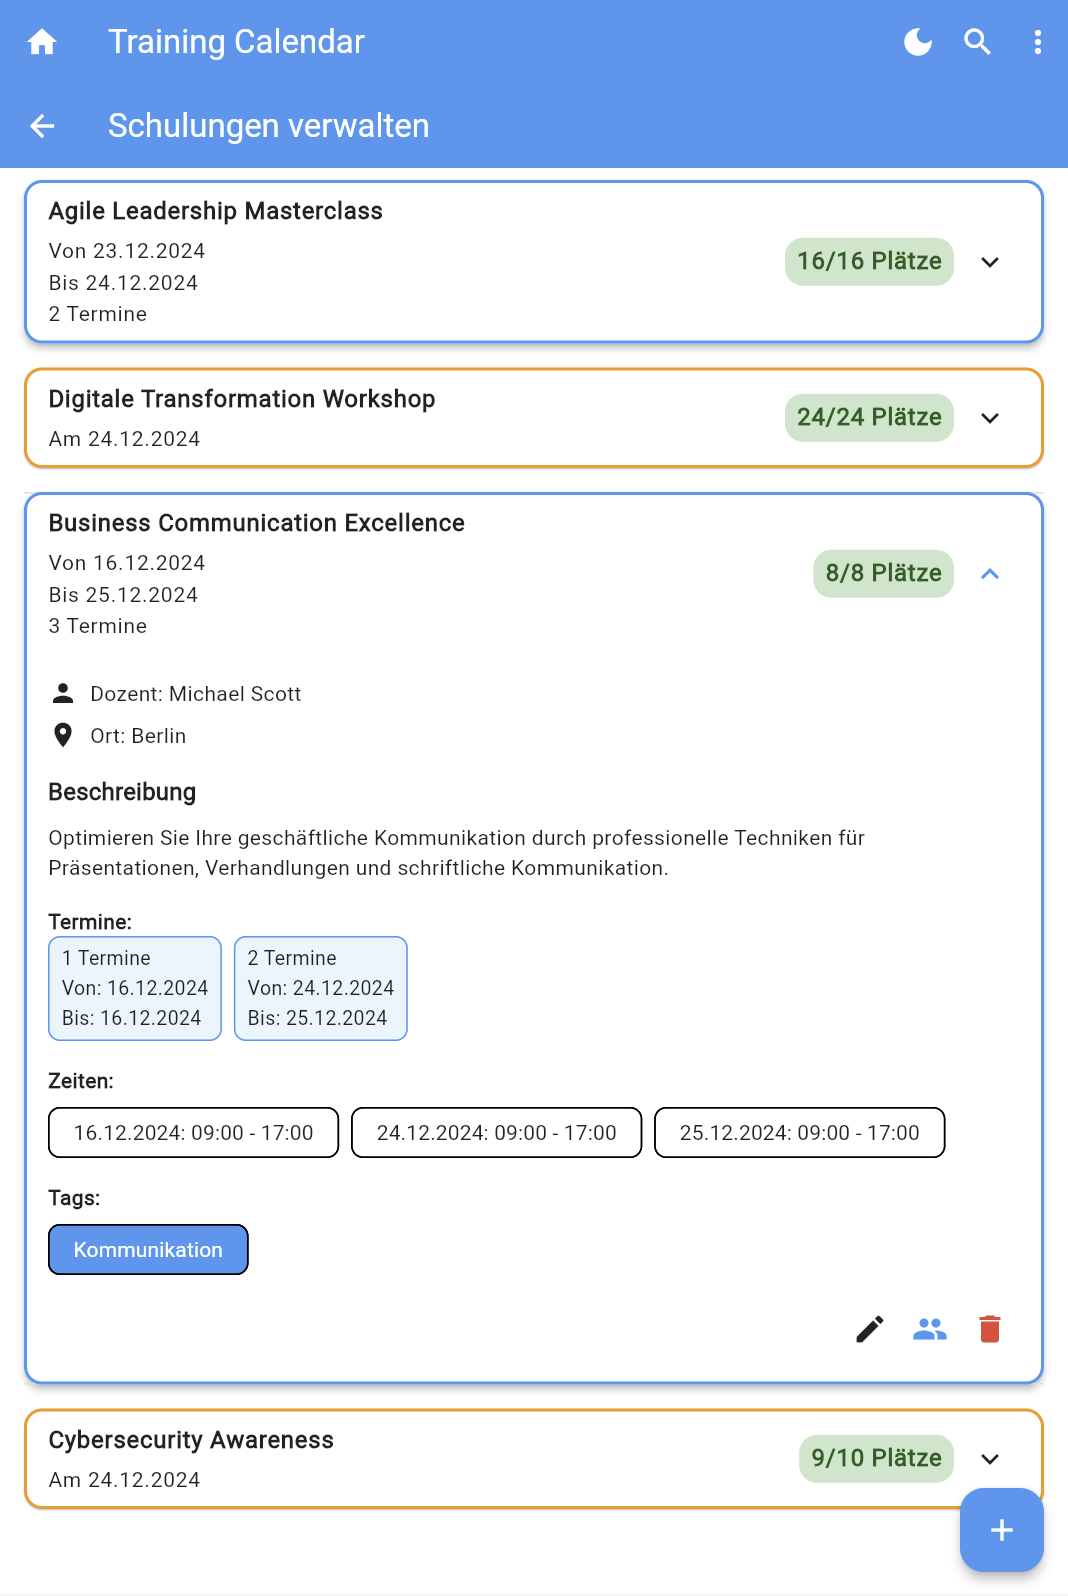 Training Calendar
Schulungen verwalten
Agile Leadership Masterclass
Von 23.12.2024
Bis 24.12.2024
2 Termine
16/16 Plätze
Digitale Transformation Workshop
Am 24.12.2024
24/24 Plätze
Business Communication Excellence
Von 16.12.2024
Bis 25.12.2024
3 Termine
8/8 Plätze
Dozent: Michael Scott
Ort: Berlin
Beschreibung
Optimieren Sie Ihre geschäftliche Kommunikation durch professionelle Techniken für
Präsentationen, Verhandlungen und schriftliche Kommunikation.
Termine:
1 Termine
Von: 16.12.2024
Bis: 16.12.2024
2 Termine
Von: 24.12.2024
Bis: 25.12.2024
Zeiten:
16.12.2024: 09:00 - 17:00
24.12.2024: 09:00 - 17:00
25.12.2024: 09:00 - 17:00
Tags:
Kommunikation
Cybersecurity Awareness
Am 24.12.2024
9/10 Plätze